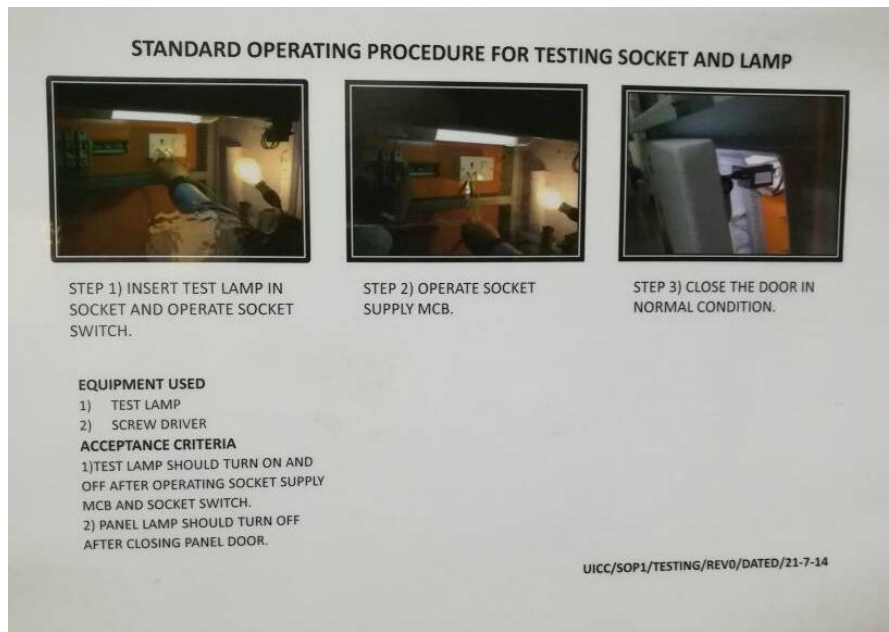 STANDARD OPERATING PROCEDURE FOR TESTING SOCKET AND LAMP
STEP 1) INSERT TEST LAMP IN
SOCKET AND OPERATE SOCKET
SWITCH.
STEP 2) OPERATE SOCKET
SUPPLY MCB.
STEP 3) CLOSE THE DOOR IN
NORMAL CONDITION.
EQUIPMENT USED
1) TEST LAMP
2) SCREW DRIVER
ACCEPTANCE CRITERIA
1)TEST LAMP SHOULD TURN ON AND
OFF AFTER OPERATING SOCKET SUPPLY
MCB AND SOCKET SWITCH.
2) PANEL LAMP SHOULD TURN OFF
AFTER CLOSING PANEL DOOR.
UICC/SOP1/TESTING/REV0/DATED/21-7-14